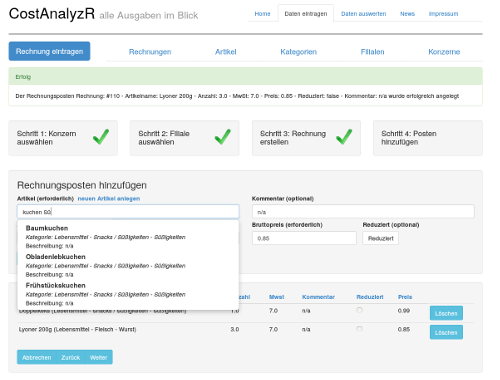 CostAnalyzR alle Ausgaben im Blick
Home Daten eintragen Daten auswerten News Impressum
Rechnung eintragen Rechnungen Artikel Kategorien Filialen Konzerne
Erfolg
Der Rechnungsposten Rechnung: #110 - Artikelname: Lyoner 200g - Anzahl: 3.0 - MwSt: 7.0 - Preis: 0.85 - Reduziert: false - Kommentar: n/a wurde erfolgreich angelegt
Schritt 1: Konzern auswählen
Schritt 2: Filiale auswählen
Schritt 3: Rechnung erstellen
Schritt 4: Posten hinzufügen
Rechnungsposten hinzufügen
Artikel (erforderlich) neuen Artikel anlegen
Kommentar (optional)
kuchen Sü
n/a
Bruttopreis (erforderlich) Reduziert (optional)
0.85 Reduziert
Baumkuchen
Kategorie: Lebensmittel - Snacks / Süßigkeiten - Süßigkeiten
Beschreibung: n/a
Obladenlebkuchen
Kategorie: Lebensmittel - Snacks / Süßigkeiten - Süßigkeiten
Beschreibung: n/a
Frühstückskuchen
Kategorie: Lebensmittel - Snacks / Süßigkeiten - Süßigkeiten
Beschreibung: n/a
Mwst Kommentar Reduziert Preis
(Lebensmittel - Snacks / Süßigkeiten - Süßigkeiten) 1.0 7.0 n/a 0.99 Löschen
Lyoner 200g (Lebensmittel - Fleisch - Wurst) 3.0 7.0 n/a 0.85 Löschen
Abbrechen Zurück Weiter